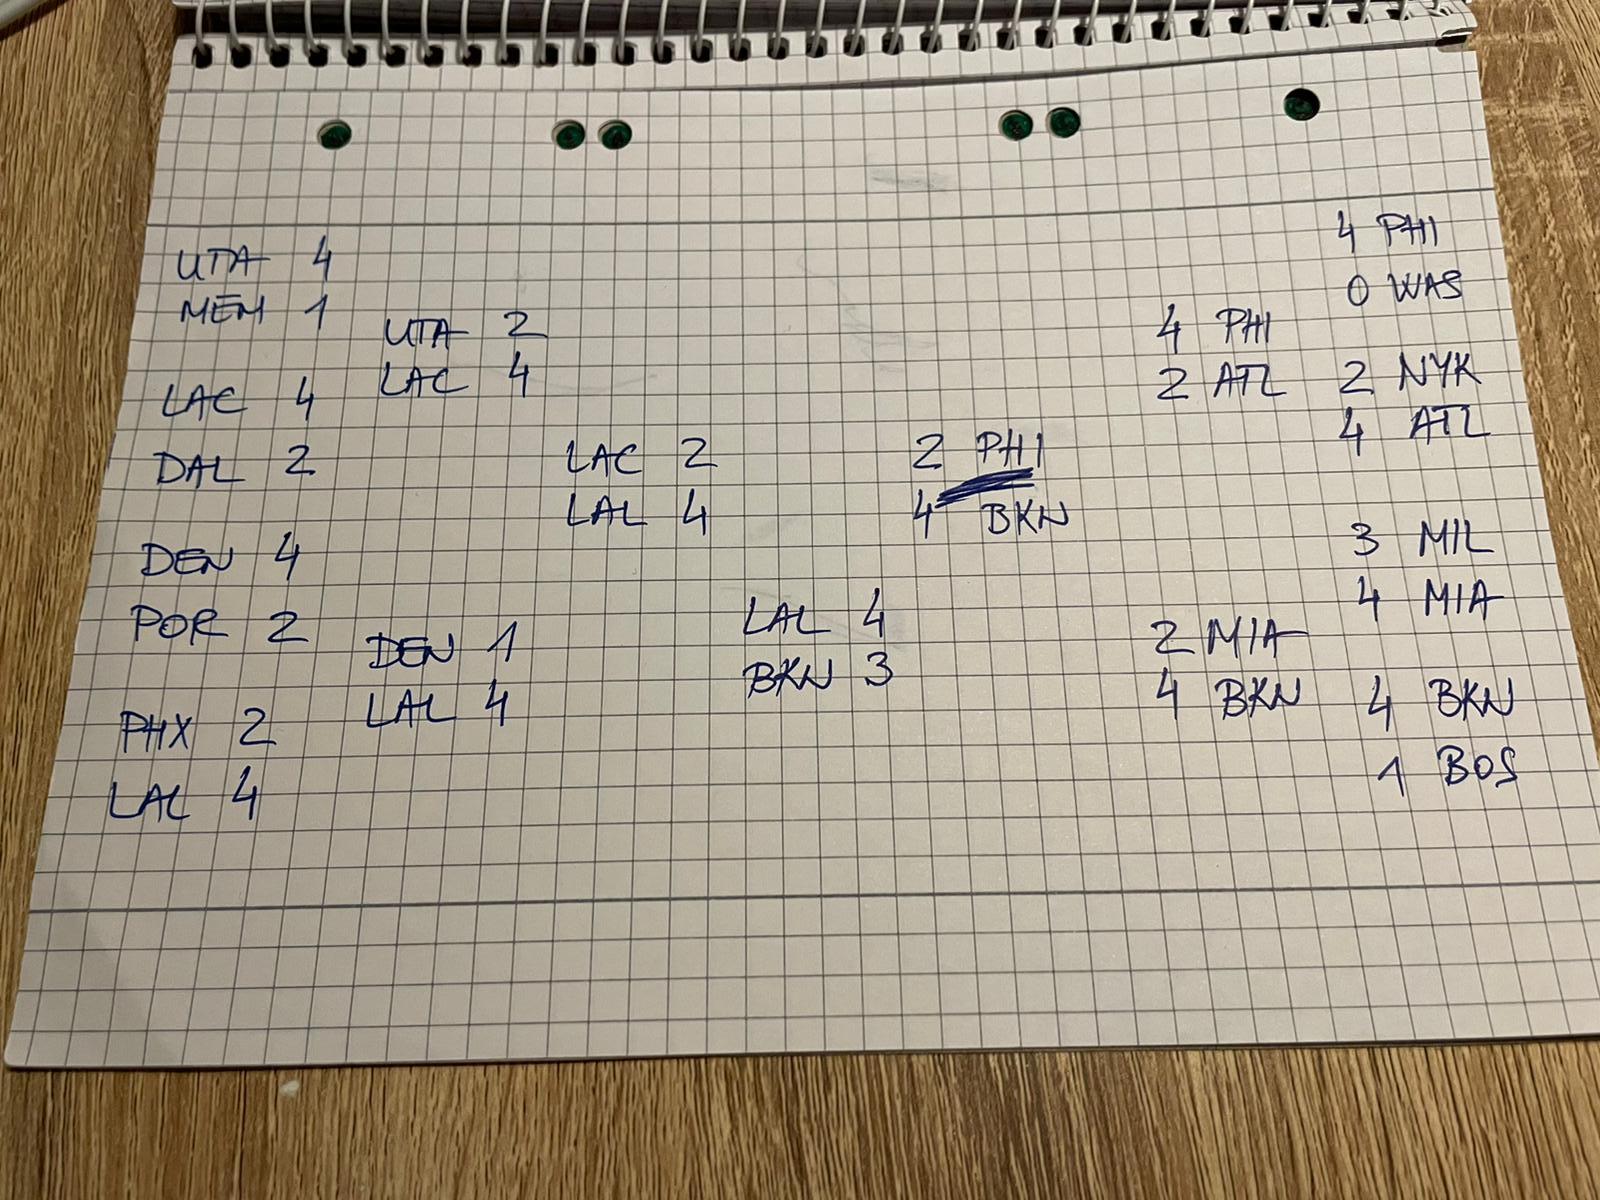 UTA 4
MEM 1
LAC 4
DAL 2
DEN 4
POR 2
PHX 2
LAL 4
UTA 2
LAC 4
DEN 1
LAL 4
LAC 2
LAL 4
LAL 4
BKN 3
2 PHI
4 BKN
4 PHI
2 ATL
2 MIA
4 BKN
4 PHI
0 WAS
2 NYK
4 ATL
3 MIL
4 MIA
4 BKN
1 BOS